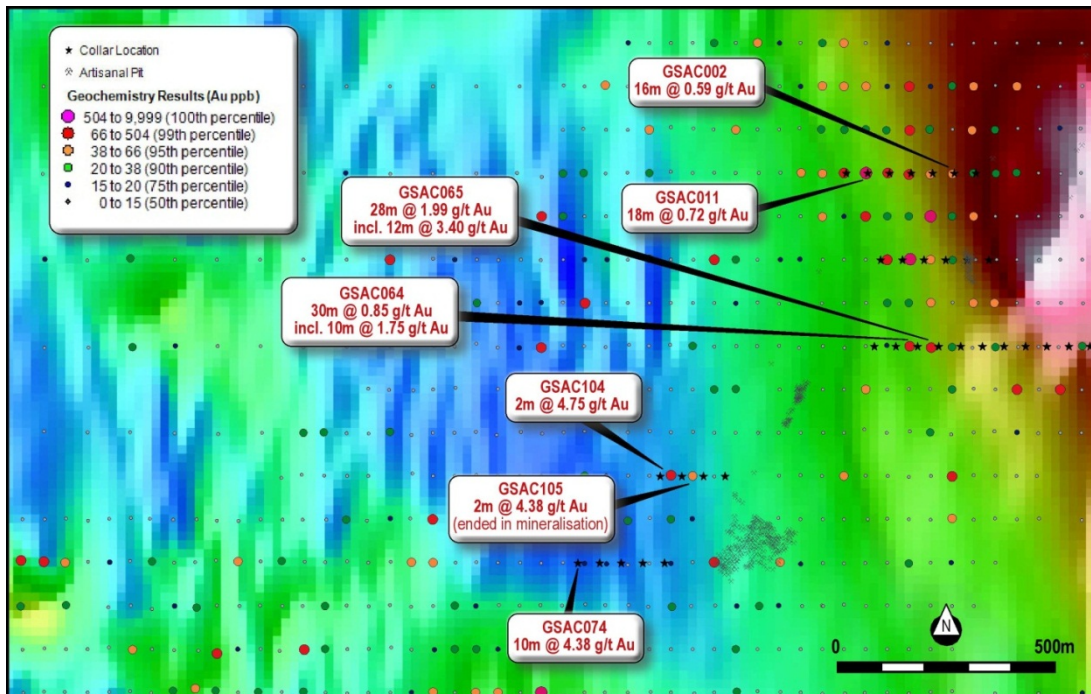 Collar Location
Artisanal Pit
Geochemistry Results (Au ppb)
504 to 9,999 (100th percentile)
66 to 504 (99th percentile)
38 to 66 (95th percentile)
20 to 38 (90th percentile)
15 to 20 (75th percentile)
0 to 15 (50th percentile)
GSAC002
16m @ 0.59 g/t Au
GSAC011
18m @ 0.72 g/t Au
GSAC065
28m @ 1.99 g/t Au
incl. 12m @ 3.40 g/t Au
GSAC064
30m @ 0.85 g/t Au
incl. 10m @ 1.75 g/t Au
GSAC104
2m @ 4.75 g/t Au
GSAC105
2m @ 4.38 g/t Au
(ended in mineralisation)
GSAC074
10m @ 4.38 g/t Au
N
0 500m